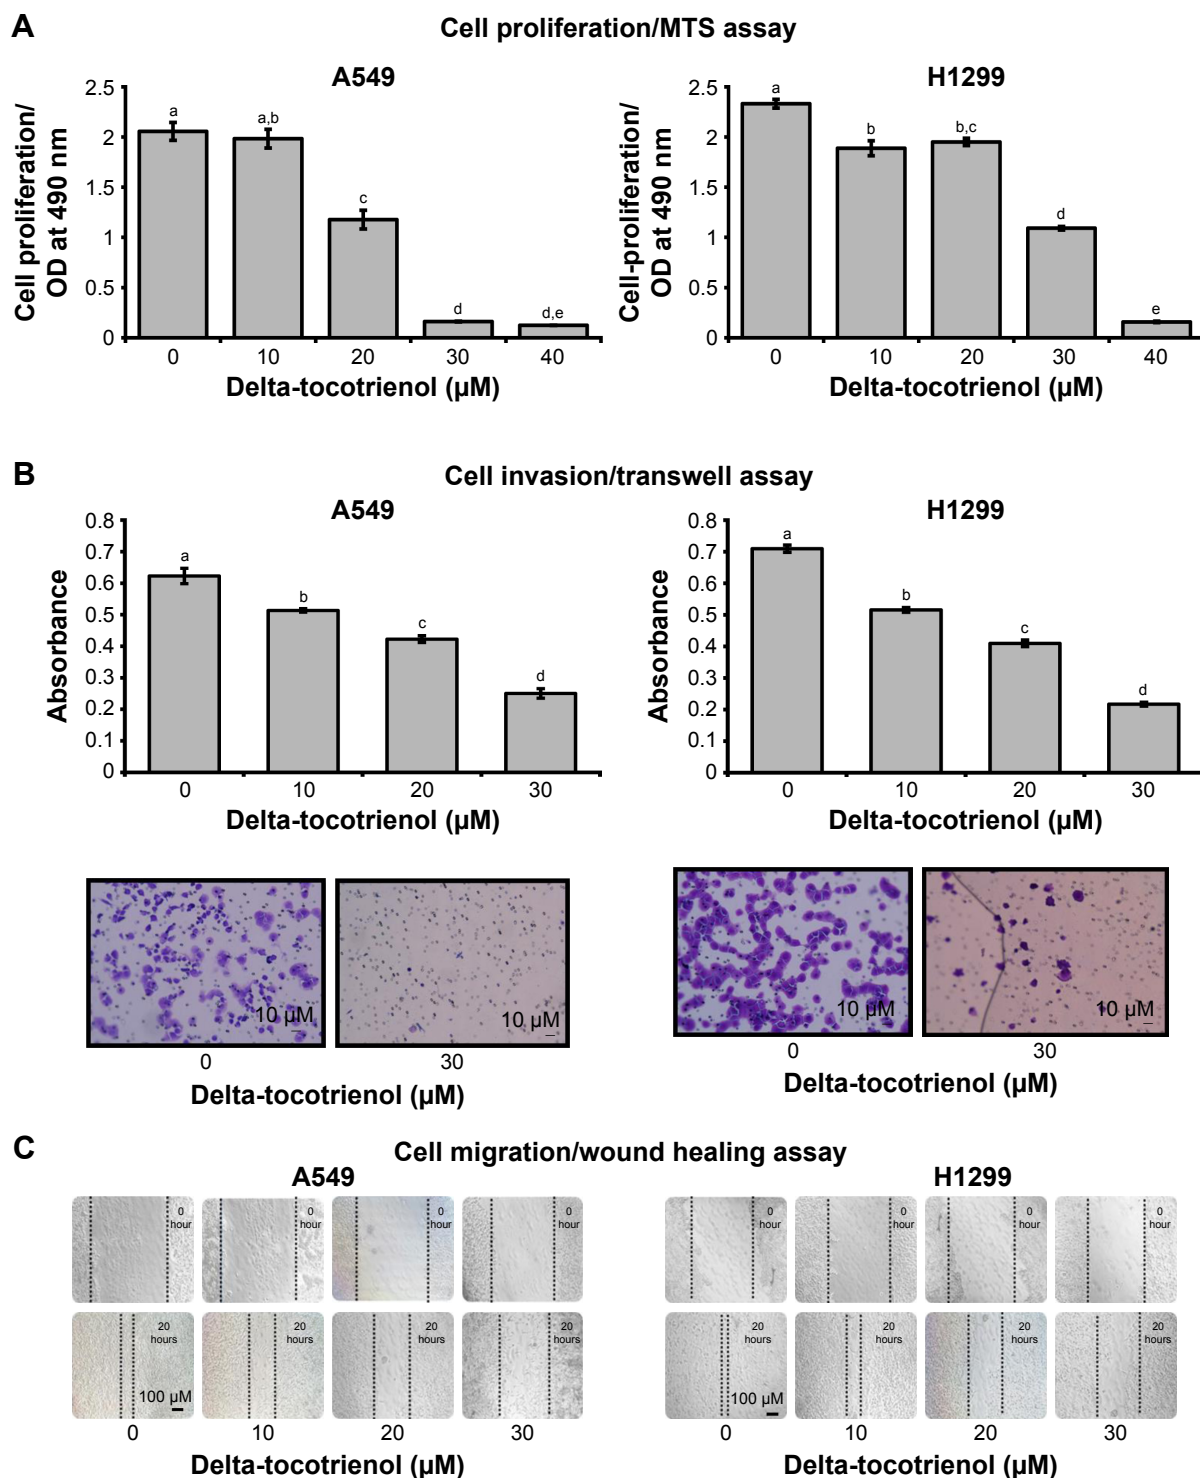 A
Cell proliferation/MTS assay
A549
Cell proliferation/
OD at 490 nm
2.5
2
1.5
1
0.5
0
a
a,b
c
d
d,e
0 10 20 30 40
Delta-tocotrienol (µM)
H1299
Cell-proliferation/
OD at 490 nm
2.5
2
1.5
1
0.5
0
a
b
b,c
d
e
0 10 20 30 40
Delta-tocotrienol (µM)
B
Cell invasion/transwell assay
A549
Absorbance
0.8
0.7
0.6
0.5
0.4
0.3
0.2
0.1
0
a
b
c
d
0 10 20 30
Delta-tocotrienol (µM)
H1299
Absorbance
0.8
0.7
0.6
0.5
0.4
0.3
0.2
0.1
0
a
b
c
d
0 10 20 30
Delta-tocotrienol (µM)
10 µM
10 µM
0 30
Delta-tocotrienol (µM)
10 µM
10 µM
0 30
Delta-tocotrienol (µM)
C
Cell migration/wound healing assay
A549
0
hour
0
hour
0
hour
0
hour
20
hours
100 µM
20
hours
20
hours
20
hours
0 10 20 30
Delta-tocotrienol (µM)
H1299
0
hour
0
hour
0
hour
0
hour
20
hours
100 µM
20
hours
20
hours
20
hours
0 10 20 30
Delta-tocotrienol (µM)